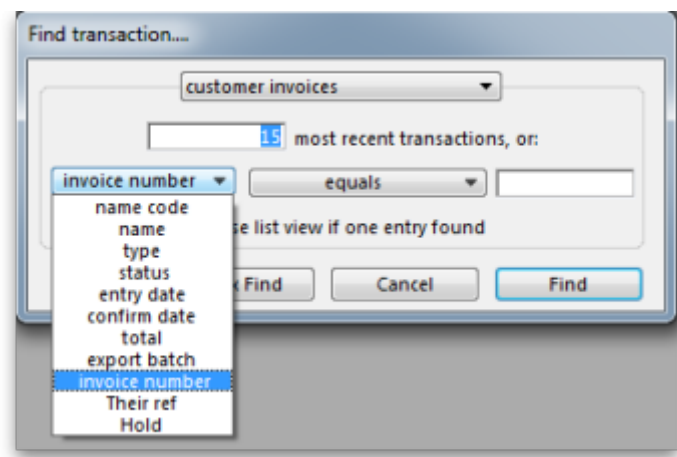 Find transaction....
customer invoices
15 most recent transactions, or:
invoice number equals
name code
name
se list view if one entry found
type
status
entry date
Find Cancel Find
confirm date
total
export batch
invoice number
Their ref
Hold